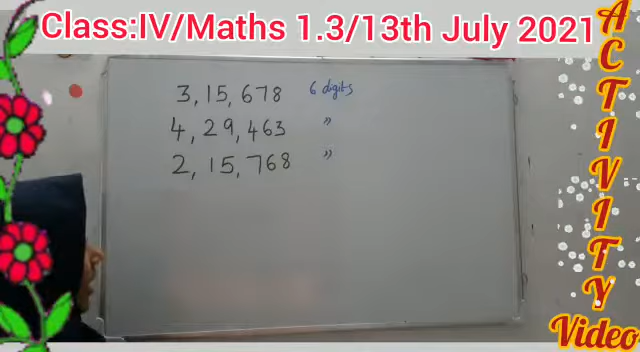 Class:IV/Maths 1.3/13th July 2021
3,15,678 6 digits
4,29,463 "
2,15,768 "
ACTIVITY
Video